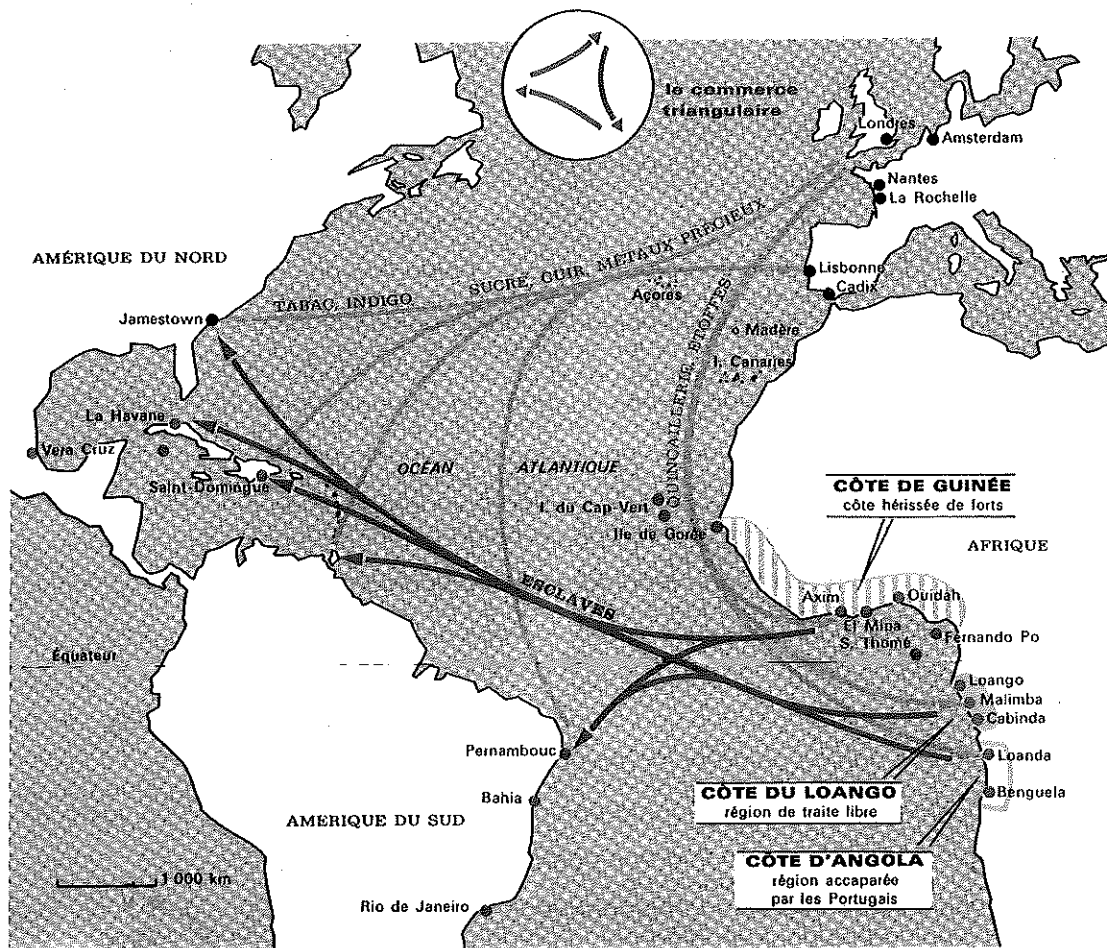 le commerce
triangulaire
Londres
Amsterdam
Nantes
La Rochelle
AMÉRIQUE DU NORD
SUCRE, CUIR, MÉTAUX PRÉCIEUX
TABAC, INDIGO
Açores
Lisbonne
Cadix
Jamestown
Madère
I. Canaries
QUINCAILLERIE, ETOFFES
La Havane
Vera Cruz
Saint-Domingue
OCÉAN ATLANTIQUE
I. du Cap-Vert
Ile de Gorée
CÔTE DE GUINÉE
côte hérissée de forts
AFRIQUE
ESCLAVES
Axim
Ouidah
El Mina
S. Thomé
Fernando Po
Équateur
Loango
Malimba
Cabinda
Pernambouc
Loanda
CÔTE DU LOANGO
région de traite libre
Benguela
Bahia
AMÉRIQUE DU SUD
CÔTE D'ANGOLA
région accaparée
par les Portugais
1 000 km
Rio de Janeiro